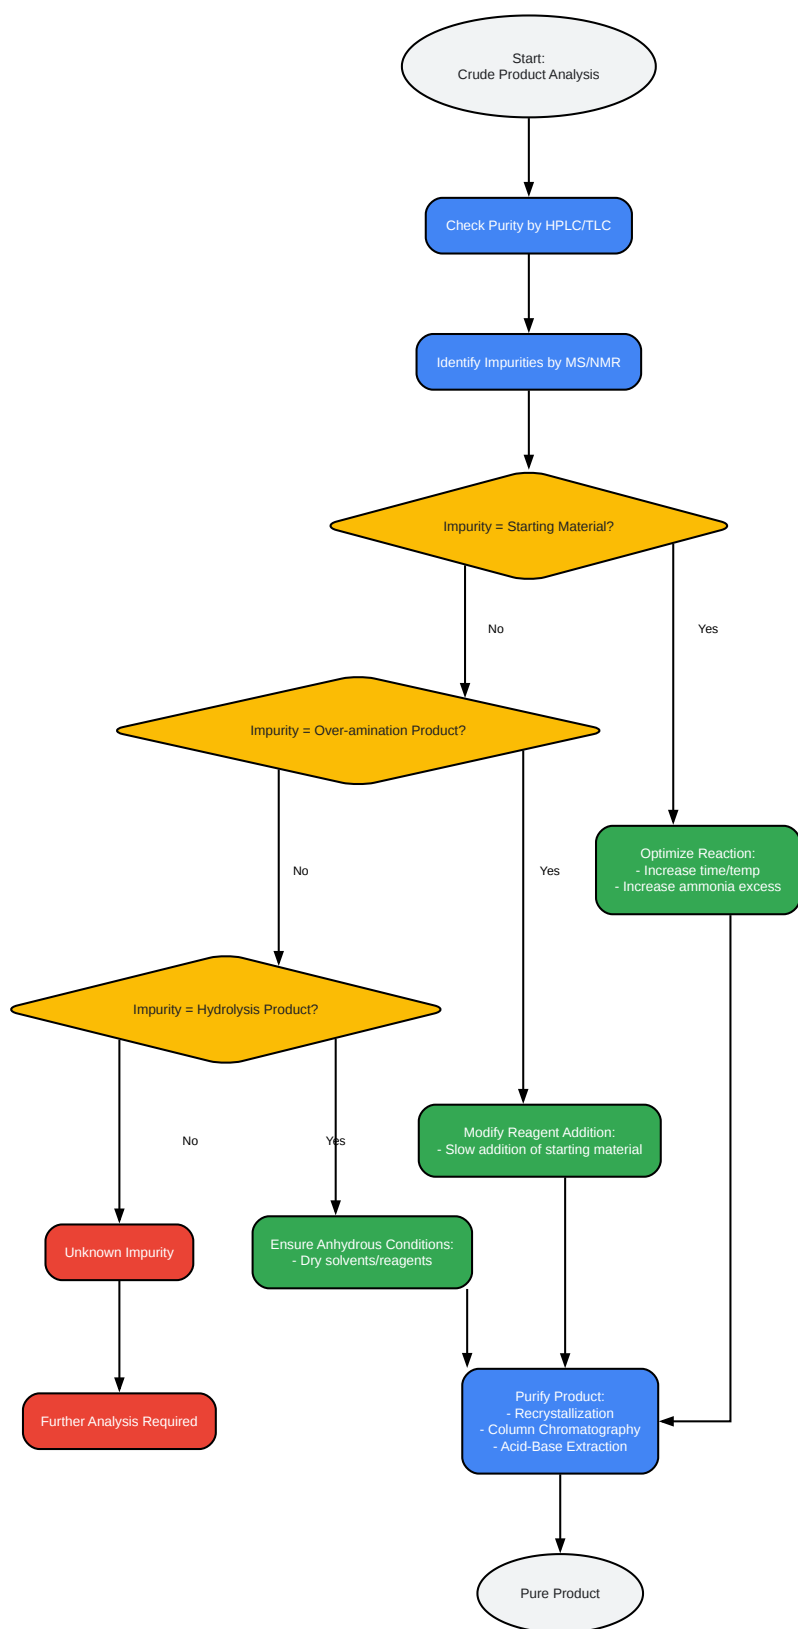 Start:
Crude Product Analysis
Check Purity by HPLC/TLC
Identify Impurities by MS/NMR
Impurity = Starting Material?
No
Yes
Impurity = Over-amination Product?
No
Yes
Optimize Reaction:
- Increase time/temp
- Increase ammonia excess
Impurity = Hydrolysis Product?
No
Yes
Modify Reagent Addition:
- Slow addition of starting material
Unknown Impurity
Ensure Anhydrous Conditions:
- Dry solvents/reagents
Further Analysis Required
Purify Product:
- Recrystallization
- Column Chromatography
- Acid-Base Extraction
Pure Product